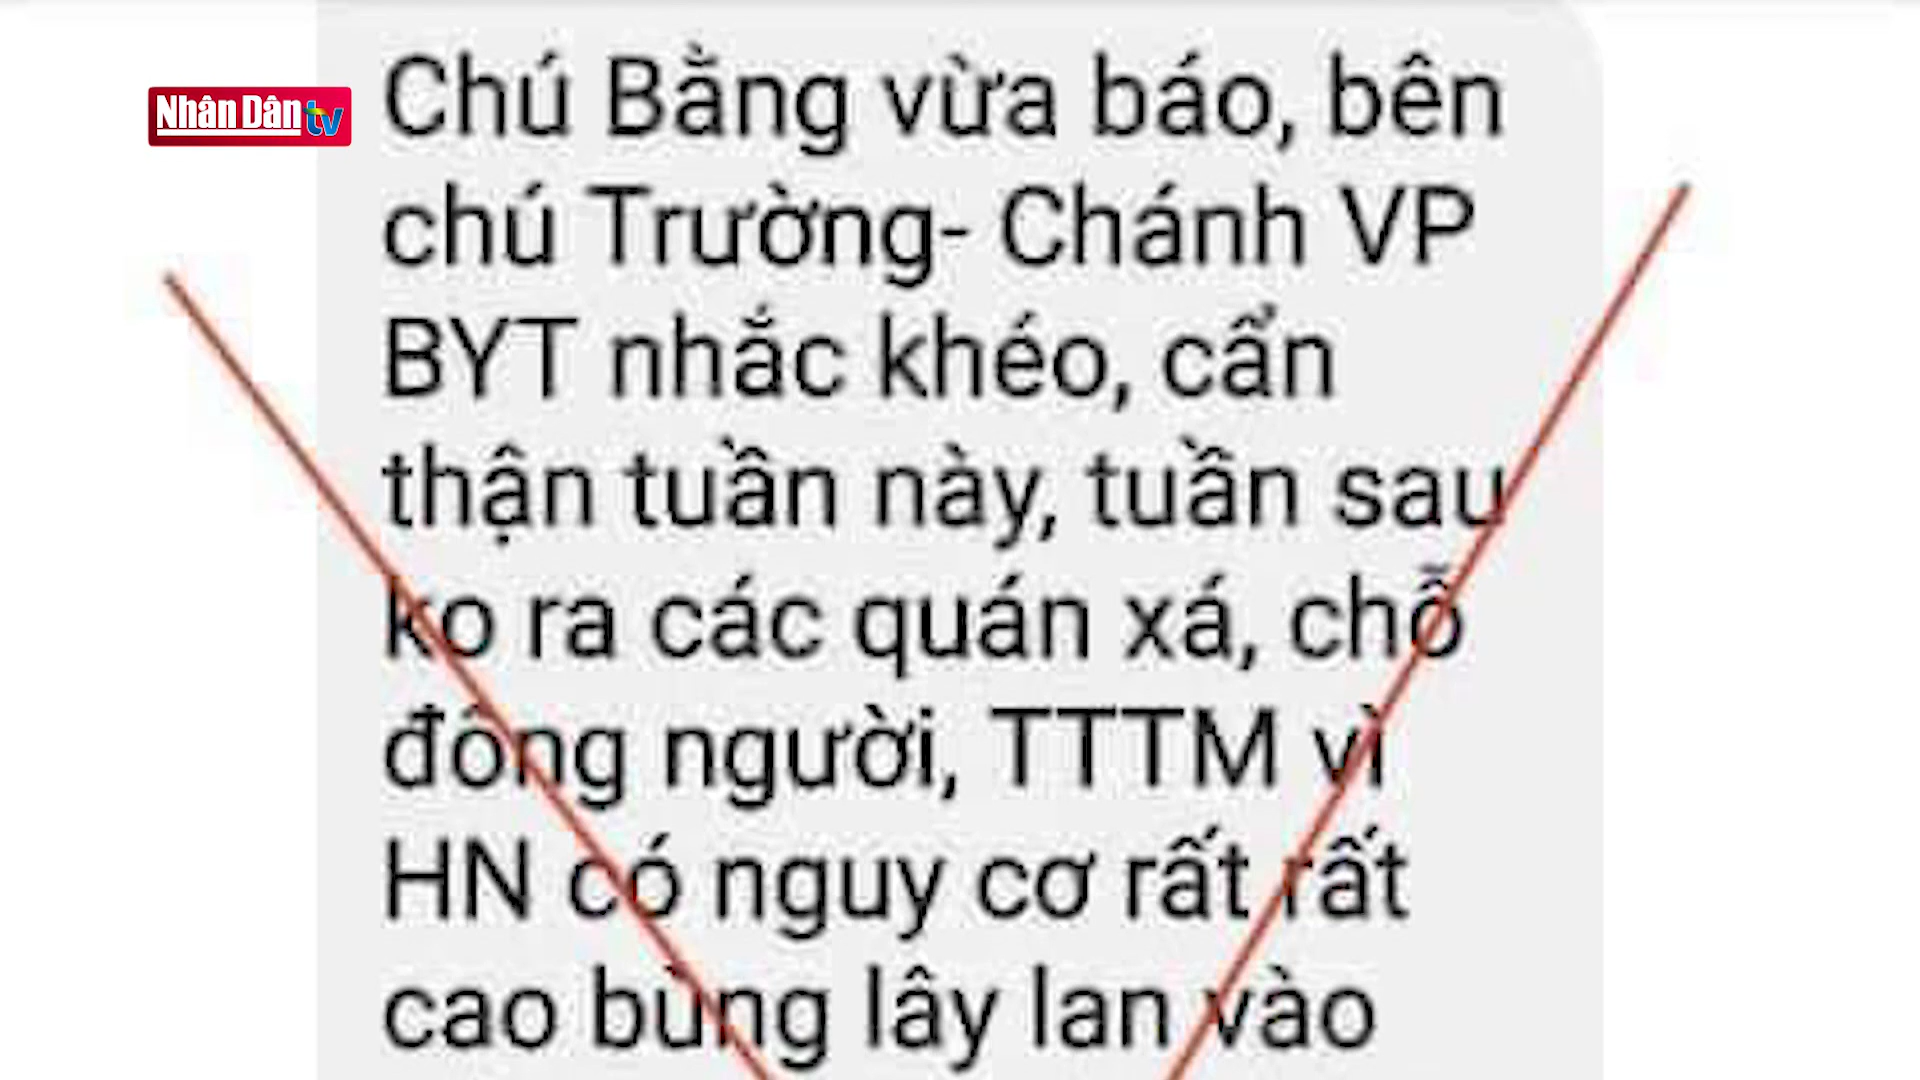 Nhân Dân tv
Chú Bằng vừa báo, bên
chú Trường- Chánh VP
BYT nhắc khéo, cẩn
thận tuần này, tuần sau
ko ra các quán xá, chỗ
đông người, TTTM vì
HN có nguy cơ rất rất
cao bùng lây lan vào